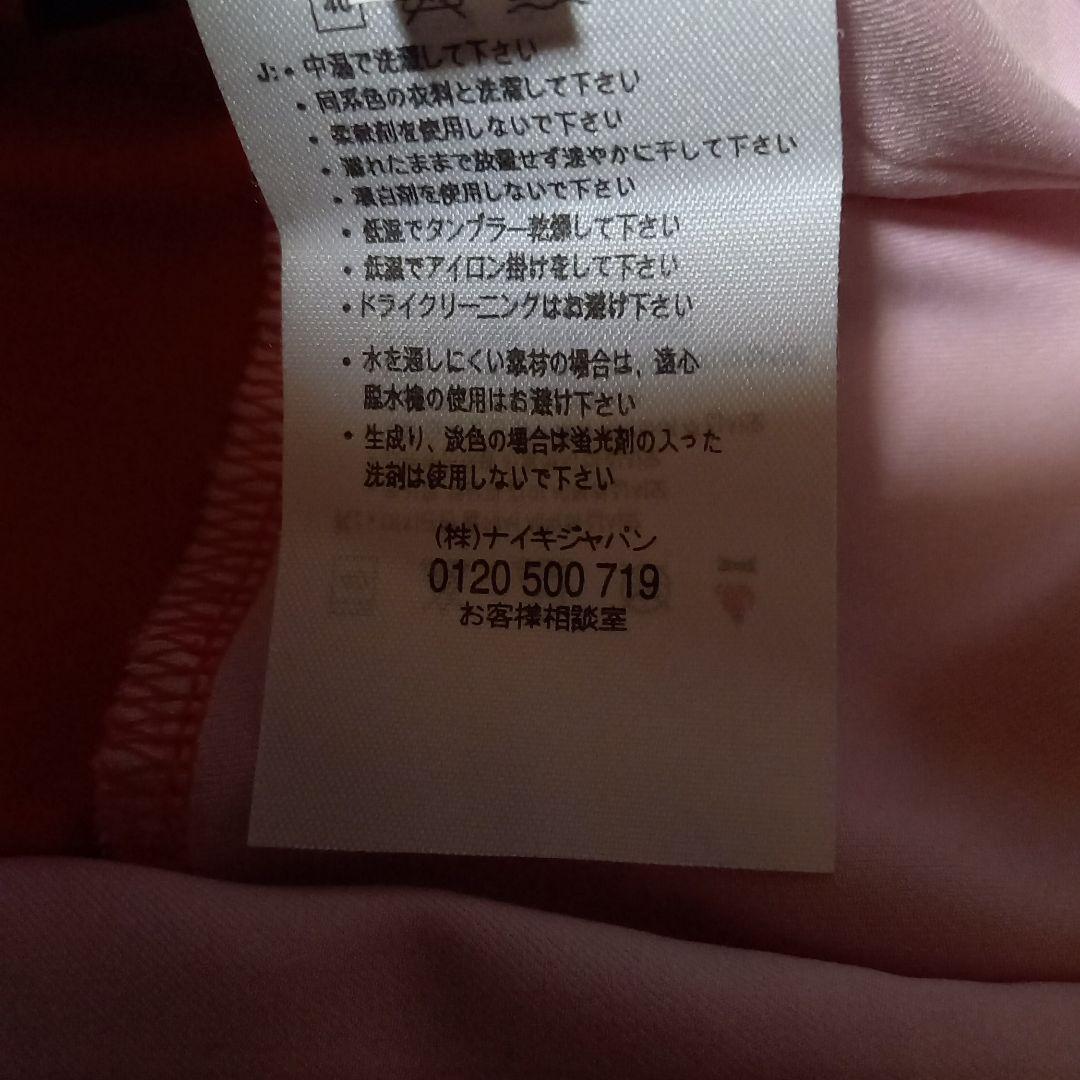 40
J:・中温で洗濯して下さい
・同系色の衣料と洗濯して下さい
・柔軟剤を使用しないで下さい
・濡れたままで放置せず速やかに干して下さい
・漂白剤を使用しないで下さい
・低温でタンブラー乾燥して下さい
・低温でアイロン掛けをして下さい
・ドライクリーニングはお避け下さい
・水を通しにくい素材の場合は、遠心
脱水機の使用はお避け下さい
・生成り、淡色の場合は蛍光剤の入った
洗剤は使用しないで下さい
(株)ナイキジャパン
0120 500 719
お客様相談室